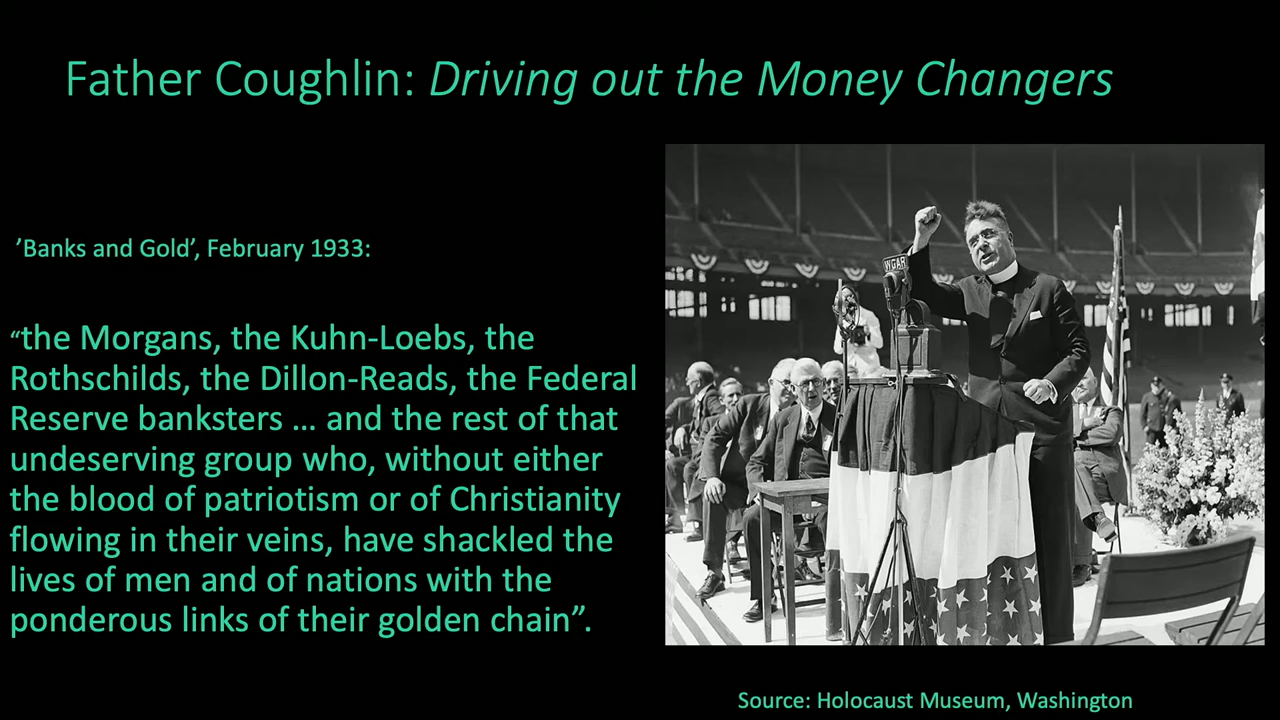 Father Coughlin: Driving out the Money Changers
’Banks and Gold’, February 1933:
“the Morgans, the Kuhn-Loebs, the
Rothschilds, the Dillon-Reads, the Federal
Reserve banksters … and the rest of that
undeserving group who, without either
the blood of patriotism or of Christianity
flowing in their veins, have shackled the
lives of men and of nations with the
ponderous links of their golden chain”.
WGAR
Source: Holocaust Museum, Washington